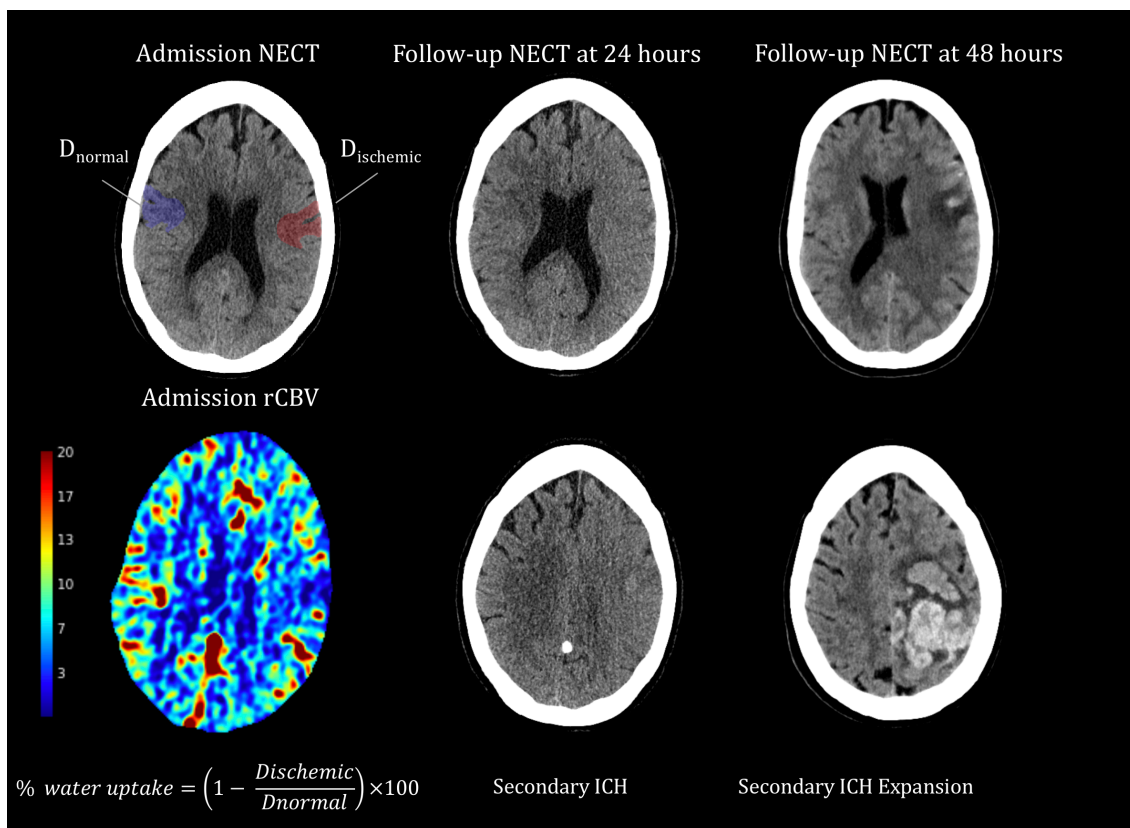 Admission NECT
Follow-up NECT at 24 hours
Follow-up NECT at 48 hours
Dnormal
Dischemic
Admission rCBV
20
17
13
10
7
3
% water uptake = (1 − Dischemic/Dnormal) ×100
Secondary ICH
Secondary ICH Expansion